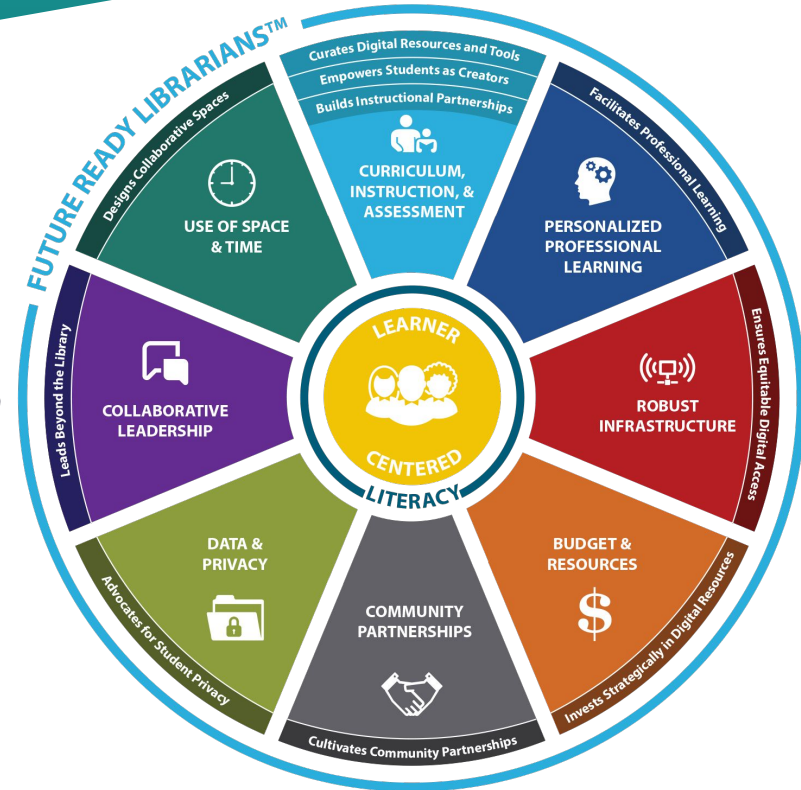 FUTURE READY LIBRARIANS™
Curates Digital Resources and Tools
Empowers Students as Creators
Builds Instructional Partnerships
CURRICULUM,
INSTRUCTION, &
ASSESSMENT
Facilitates Professional Learning
PERSONALIZED
PROFESSIONAL
LEARNING
Ensures Equitable Digital Access
ROBUST
INFRASTRUCTURE
Invests Strategically in Digital Resources
BUDGET &
RESOURCES
$
Cultivates Community Partnerships
COMMUNITY
PARTNERSHIPS
Advocates for Student Privacy
DATA &
PRIVACY
Leads Beyond the Library
COLLABORATIVE
LEADERSHIP
Designs Collaborative Spaces
USE OF SPACE
& TIME
LEARNER
CENTERED
LITERACY